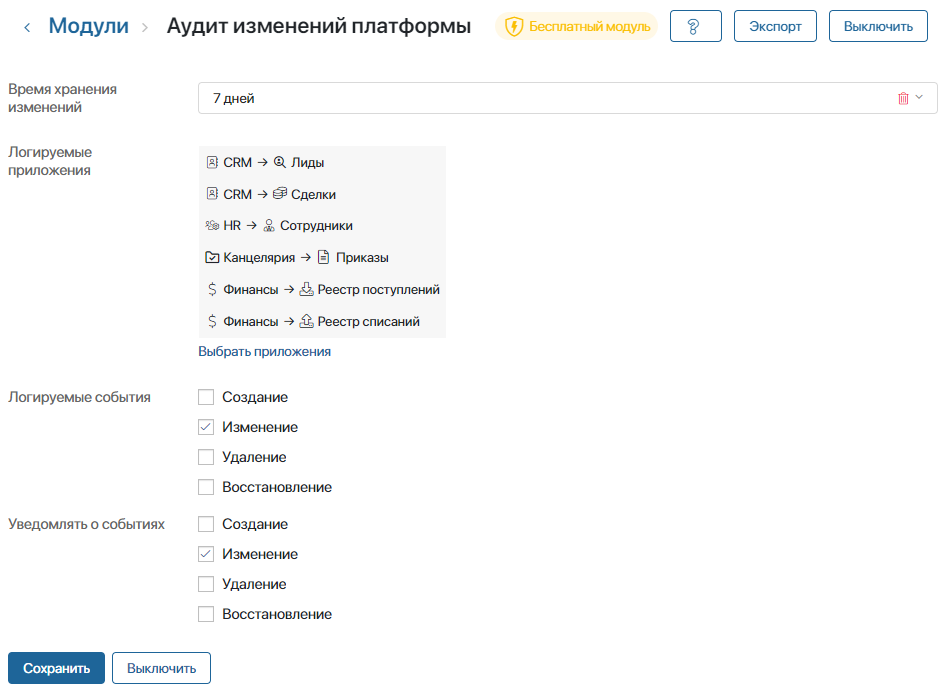 Модули Аудит изменений платформы Бесплатный модуль ? Экспорт Выключить
Время хранения
изменений
7 дней
Логируемые
приложения
CRM → Лиды
CRM → Сделки
HR → Сотрудники
Канцелярия → Приказы
$ Финансы → Реестр поступлений
$ Финансы → Реестр списаний
Выбрать приложения
Логируемые события
Создание
Изменение
Удаление
Восстановление
Уведомлять о событиях
Создание
Изменение
Удаление
Восстановление
Сохранить Выключить